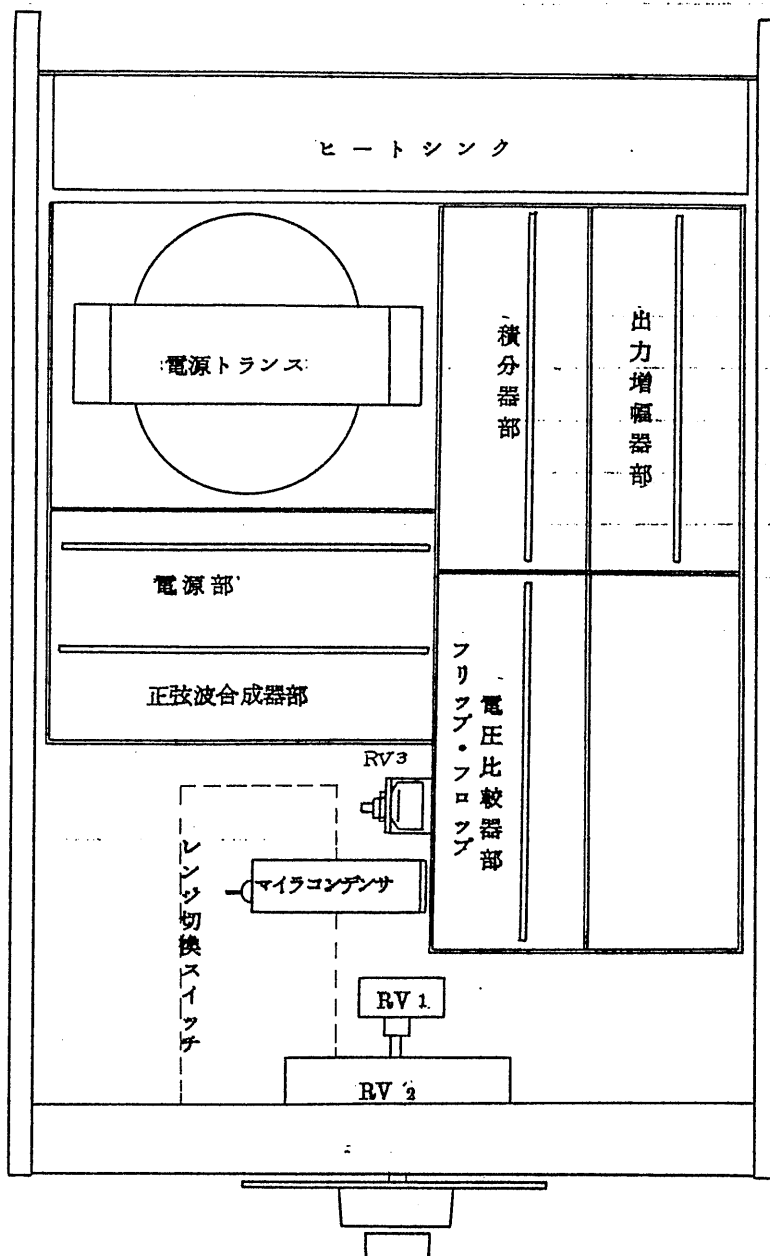 ヒートシンク
電源トランス
積分器部
出力増幅器部
電源部
正弦波合成器部
RV3
フリップ・フロップ
電圧比較器部
レンジ切換スイッチ
マイラコンデンサ
RV1
RV2